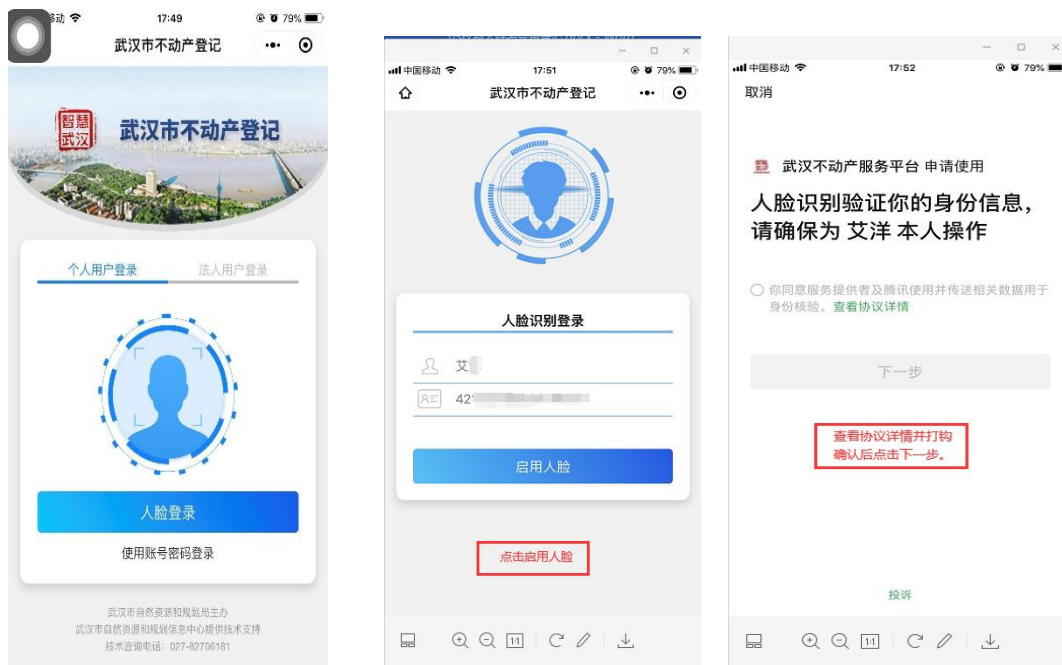 17:49
79%
武汉市不动产登记
智慧
武汉
武汉市不动产登记
个人用户登录
法人用户登录
人脸登录
使用账号密码登录
武汉市自然资源和规划局主办
武汉市自然资源和规划信息中心提供技术支持
技术咨询电话：027-82706181
中国移动
17:51
79%
武汉市不动产登记
人脸识别登录
艾
42
启用人脸
点击启用人脸
1:1
中国移动
17:52
79%
取消
武汉不动产服务平台 申请使用
人脸识别验证你的身份信息，
请确保为 艾洋 本人操作
你同意服务提供者及腾讯使用并传送相关数据用于
身份核验。查看协议详情
下一步
查看协议详情并打钩
确认后点击下一步。
投诉
1:1